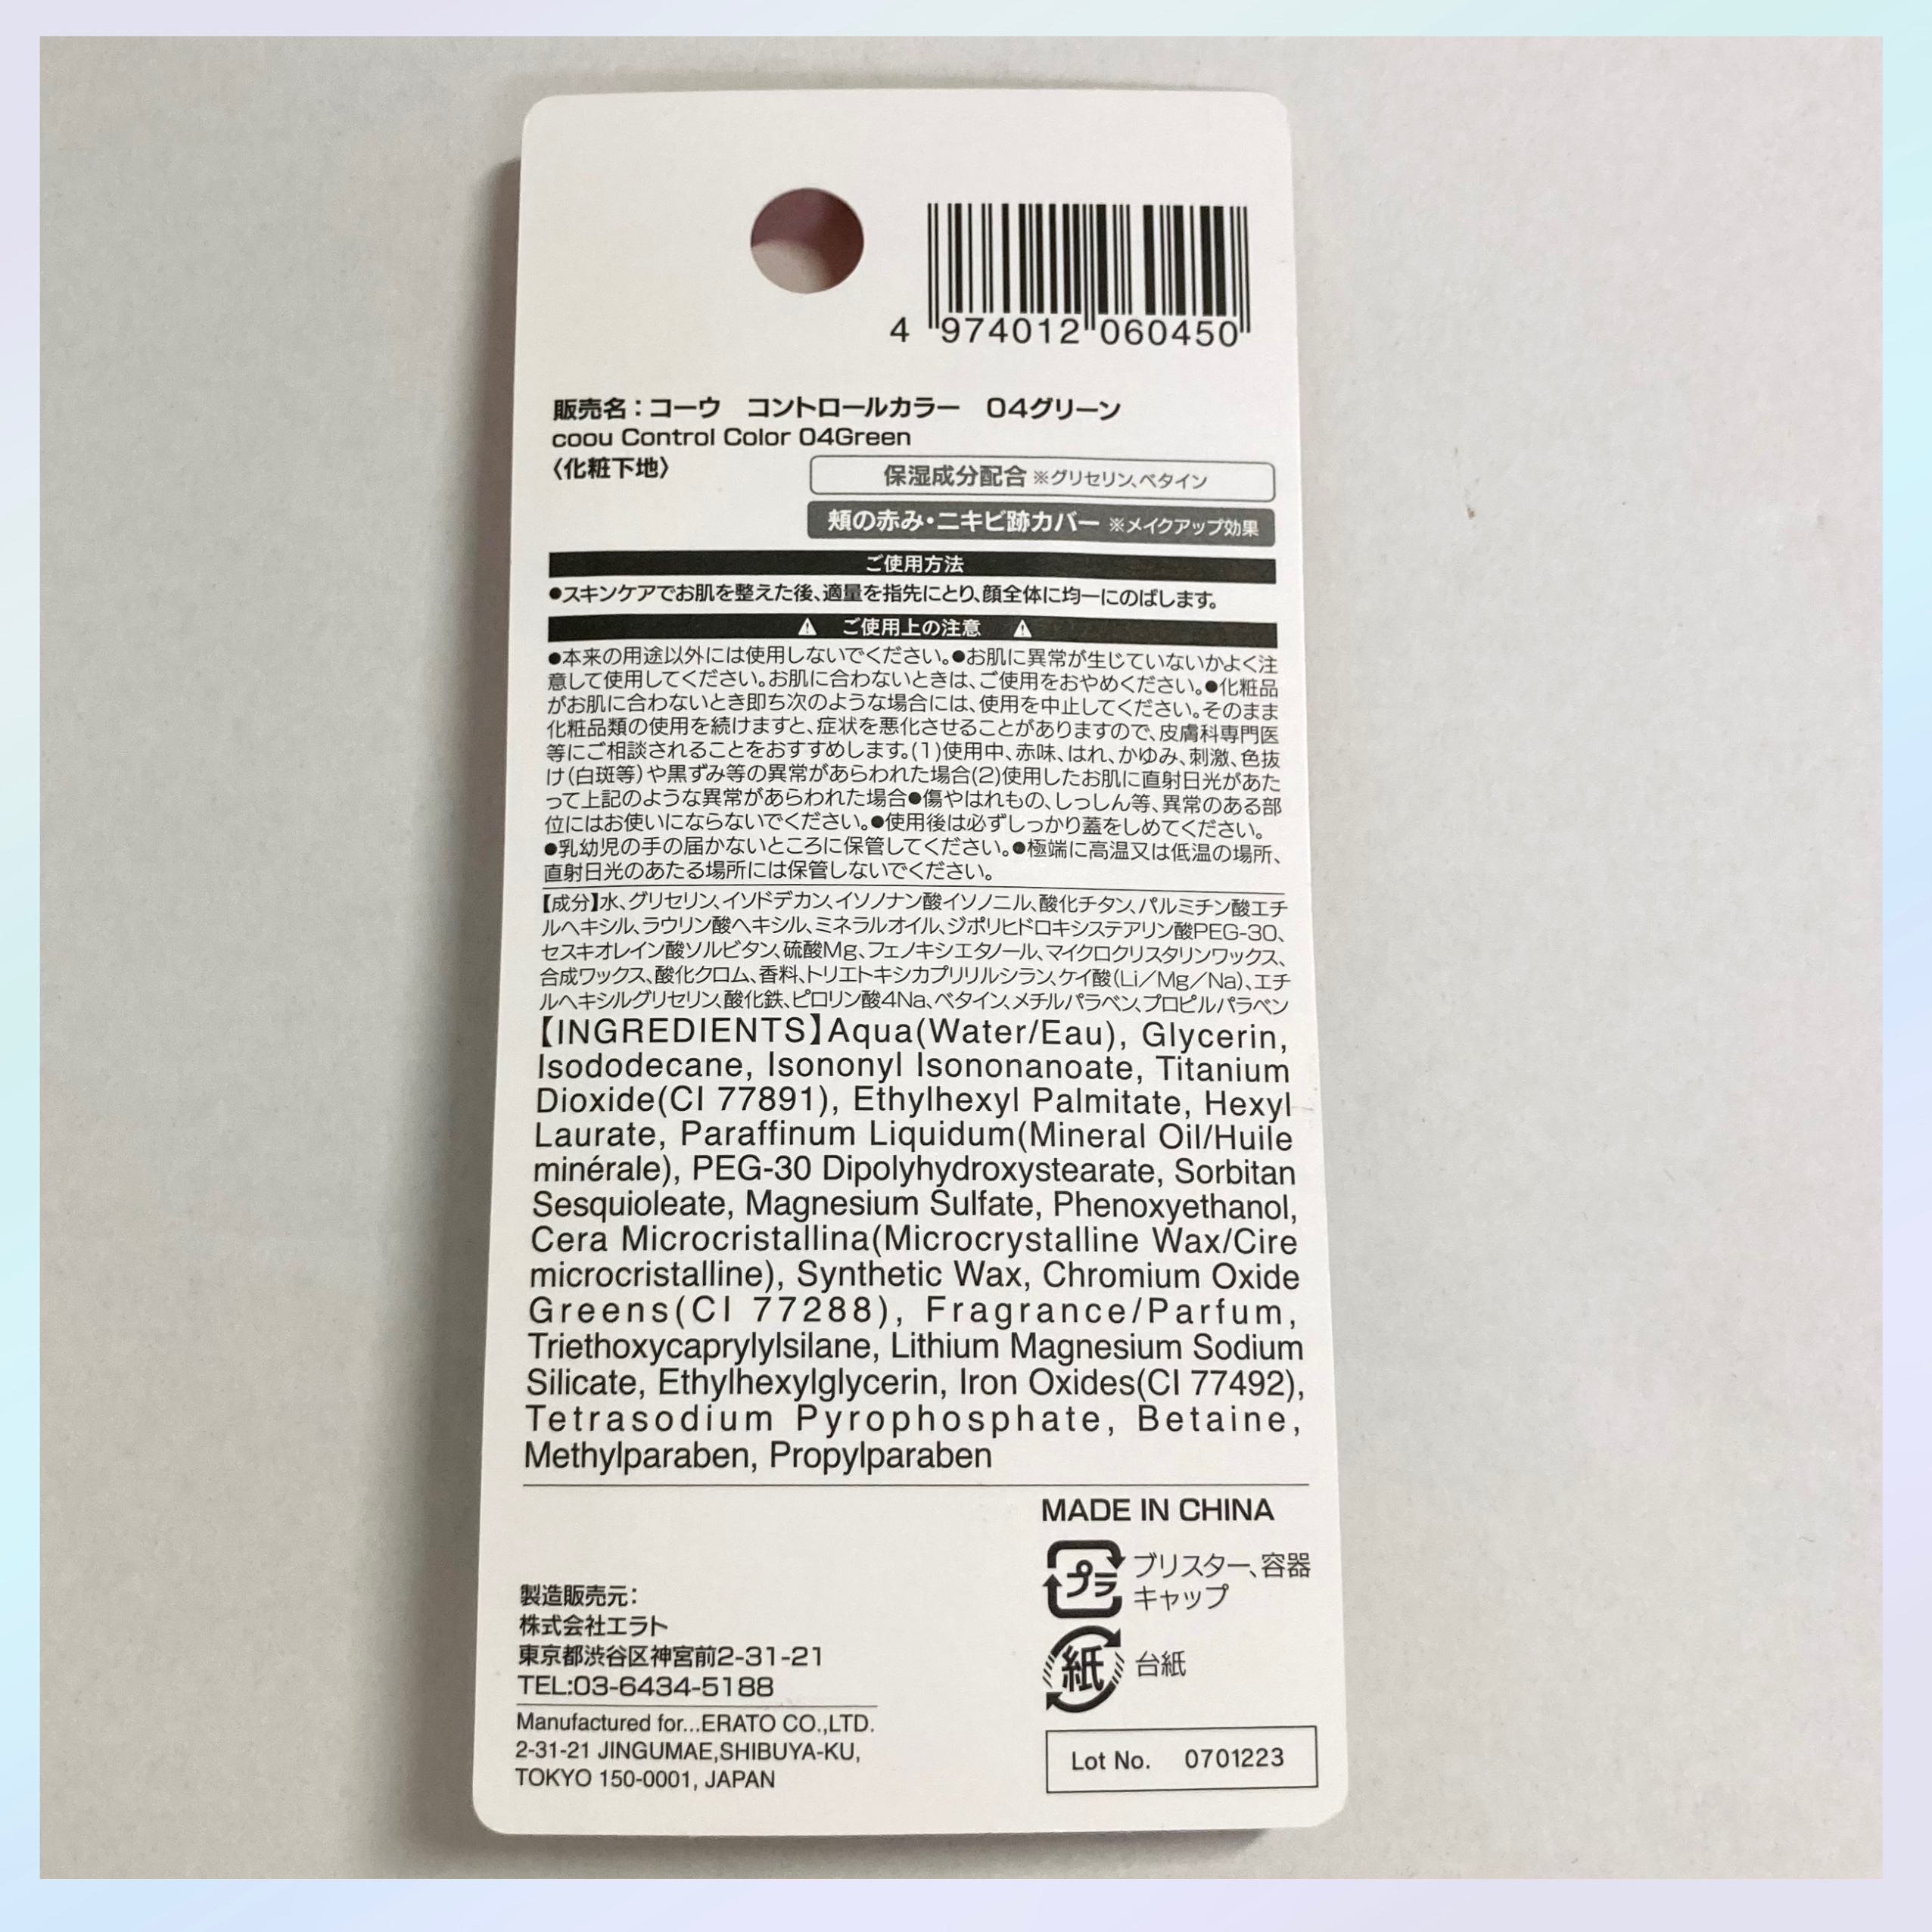 4 974012 060450
販売名：コーウ　コントロールカラー　04グリーン
coou Control Color 04Green
〈化粧下地〉
保湿成分配合 ※グリセリン、ベタイン
頬の赤み・ニキビ跡カバー ※メイクアップ効果
ご使用方法
●スキンケアでお肌を整えた後、適量を指先にとり、顔全体に均一にのばします。
ご使用上の注意
●本来の用途以外には使用しないでください。●お肌に異常が生じていないかよく注
意して使用してください。お肌に合わないときは、ご使用をおやめください。●化粧品
がお肌に合わないとき即ち次のような場合には、使用を中止してください。そのまま
化粧品類の使用を続けますと、症状を悪化させることがありますので、皮膚科専門医
等にご相談されることをおすすめします。(1)使用中、赤味、はれ、かゆみ、刺激、色抜
け(白斑等)や黒ずみ等の異常があらわれた場合(2)使用したお肌に直射日光があた
って上記のような異常があらわれた場合●傷やはれもの、しっしん等、異常のある部
位にはお使いにならないでください。●使用後は必ずしっかり蓋をしめてください。
●乳幼児の手の届かないところに保管してください。●極端に高温又は低温の場所、
直射日光のあたる場所には保管しないでください。
【成分】水、グリセリン、イソドデカン、イソノナン酸イソノニル、酸化チタン、パルミチン酸エチ
ルヘキシル、ラウリン酸ヘキシル、ミネラルオイル、ジポリヒドロキシステアリン酸PEG-30、
セスキオレイン酸ソルビタン、硫酸Mg、フェノキシエタノール、マイクロクリスタリンワックス、
合成ワックス、酸化クロム、香料、トリエトキシカプリリルシラン、ケイ酸(Li／Mg／Na)、エチ
ルヘキシルグリセリン、酸化鉄、ピロリン酸4Na、ベタイン、メチルパラベン、プロピルパラベン
【INGREDIENTS】Aqua(Water/Eau), Glycerin,
Isododecane, Isononyl Isononanoate, Titanium
Dioxide(CI 77891), Ethylhexyl Palmitate, Hexyl
Laurate, Paraffinum Liquidum(Mineral Oil/Huile
minérale), PEG-30 Dipolyhydroxystearate, Sorbitan
Sesquioleate, Magnesium Sulfate, Phenoxyethanol,
Cera Microcristallina(Microcrystalline Wax/Cire
microcristalline), Synthetic Wax, Chromium Oxide
Greens(CI 77288), Fragrance/Parfum,
Triethoxycaprylylsilane, Lithium Magnesium Sodium
Silicate, Ethylhexylglycerin, Iron Oxides(CI 77492),
Tetrasodium Pyrophosphate, Betaine,
Methylparaben, Propylparaben
MADE IN CHINA
プラ ブリスター、容器
キャップ
紙 台紙
製造販売元：
株式会社エラト
東京都渋谷区神宮前2-31-21
TEL:03-6434-5188
Manufactured for...ERATO CO.,LTD.
2-31-21 JINGUMAE,SHIBUYA-KU,
TOKYO 150-0001, JAPAN
Lot No. 0701223